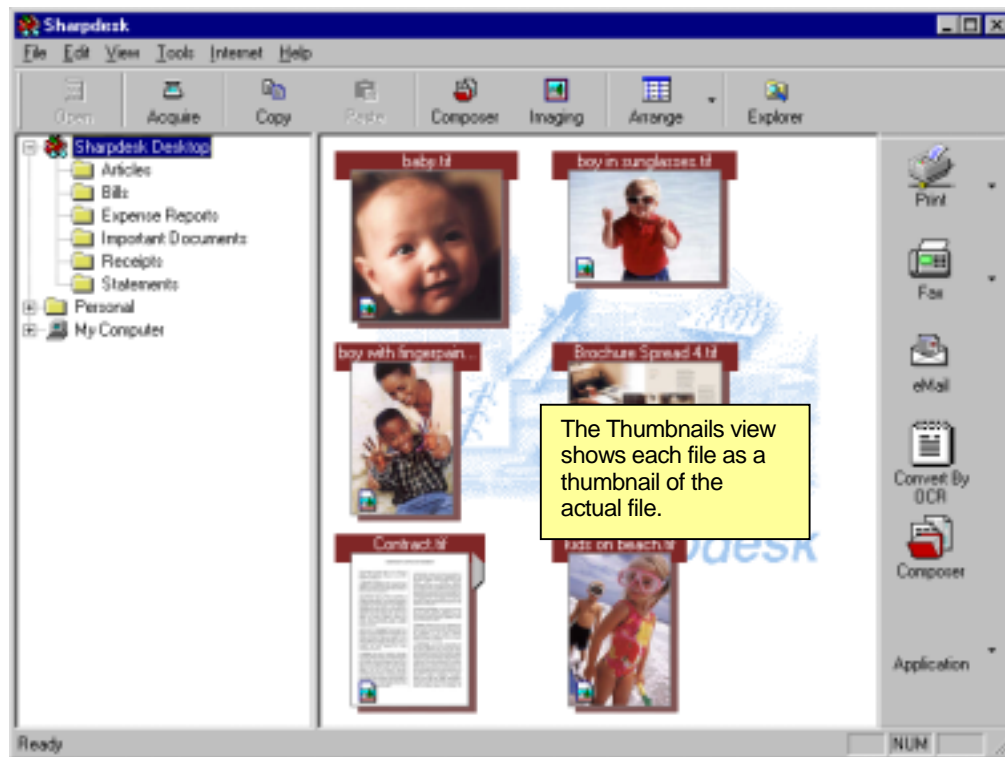 Sharpdesk
File Edit View Tools Internet Help
Open Acquire Copy Paste Composer Imaging Arrange Explorer
Sharpdesk Desktop
Articles
Bills
Expense Reports
Important Documents
Receipts
Statements
Personal
My Computer
baby.tif
boy in sunglasses.tif
boy with fingerpain...
Brochure Spread 4.tif
The Thumbnails view
shows each file as a
thumbnail of the
actual file.
Contract.tif
kids on beach.tif
desk
Print
Fax
eMail
Convert By
OCR
Composer
Application
Ready
NUM